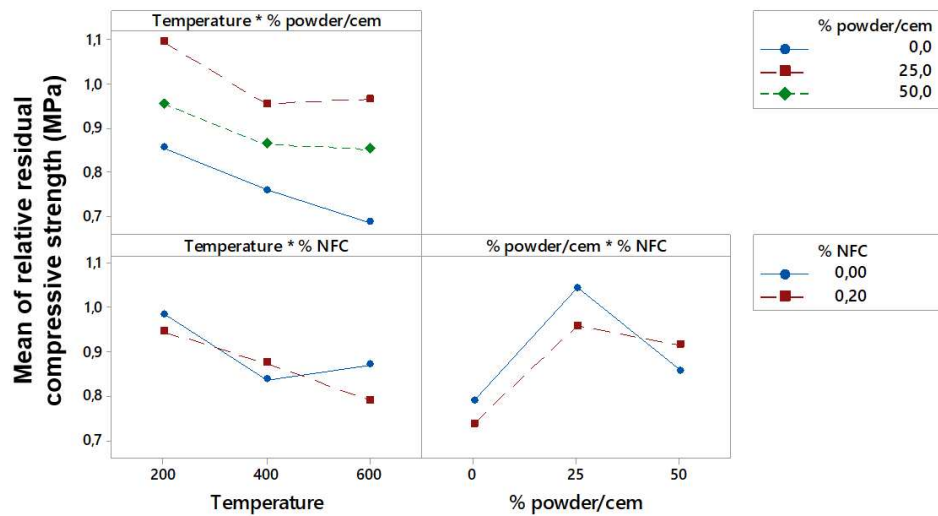 Mean of relative residual
compressive strength (MPa)
Temperature * % powder/cem
1,1
1,0
0,9
0,8
0,7
% powder/cem
0,0
25,0
50,0
Temperature * % NFC
% powder/cem * % NFC
1,1
1,0
0,9
0,8
0,7
% NFC
0,00
0,20
200 400 600
0 25 50
Temperature
% powder/cem